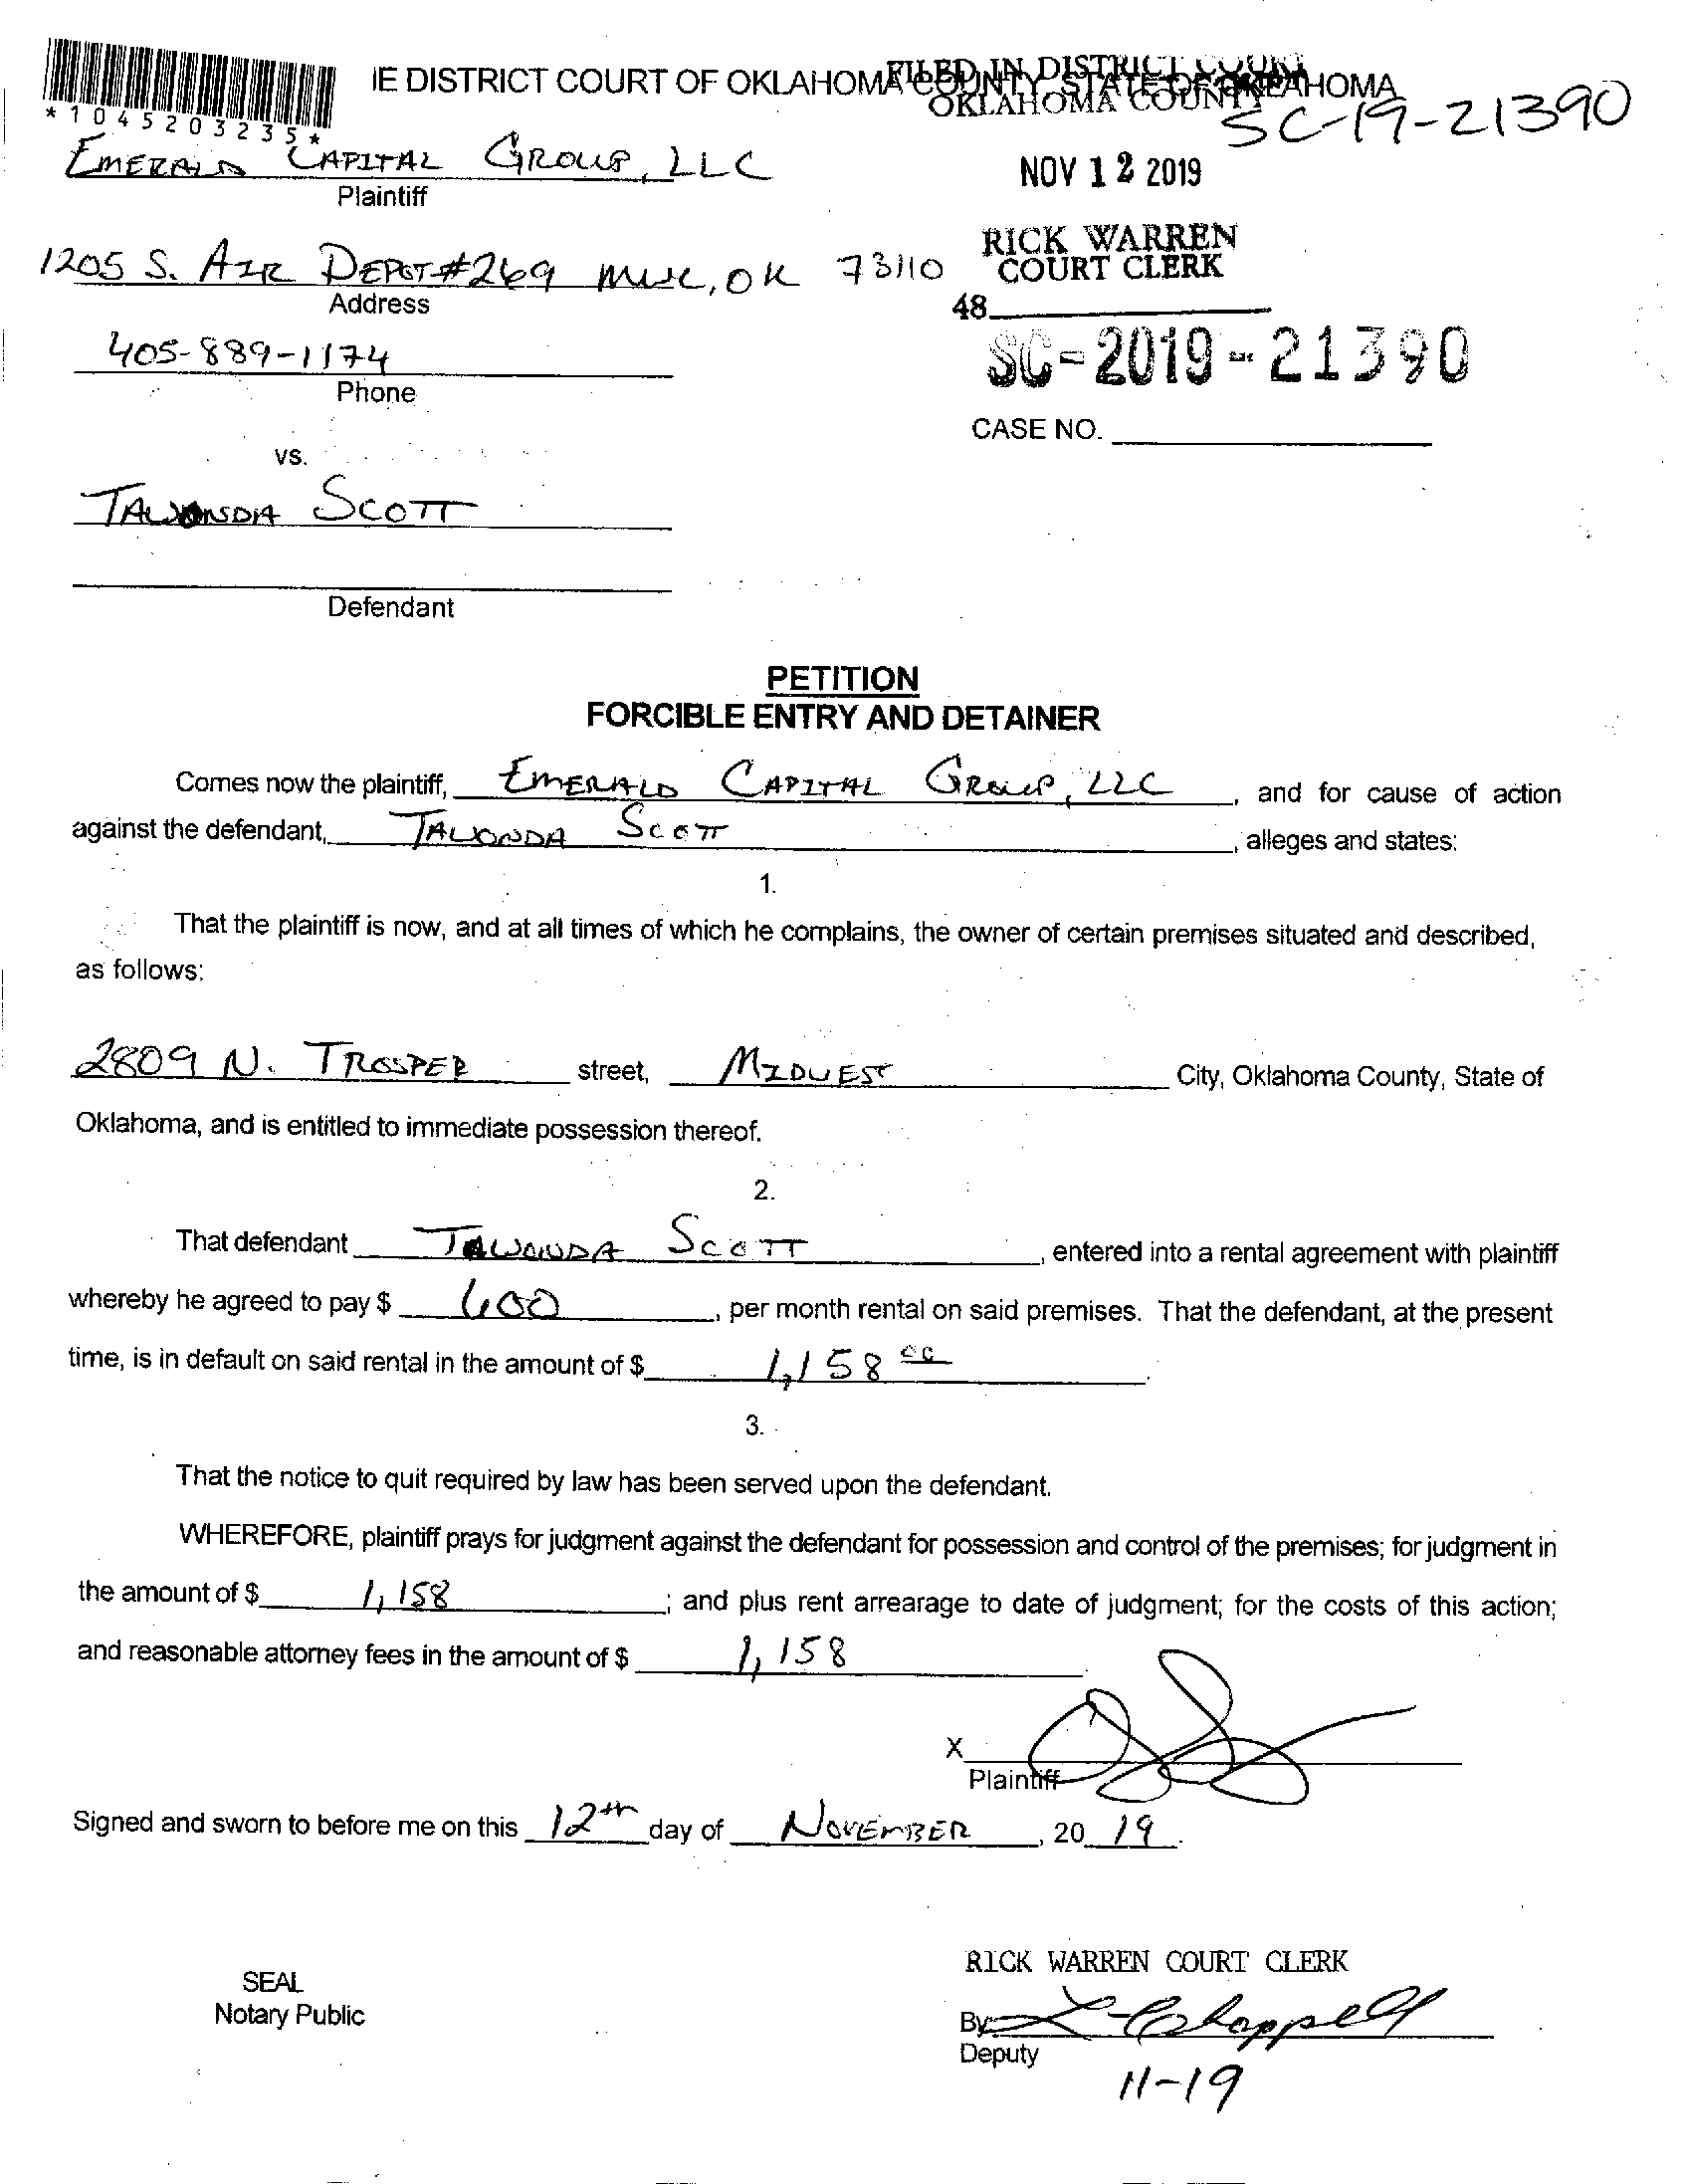 IE DISTRICT COURT OF OKLAHOMA COUNTY STATE OF OKLAHOMA
FILED IN DISTRICT COURT
OKLAHOMA COUNTY
SC-19-21390
*1045203235*
EMERALD CAPITAL GROUP, LLC
Plaintiff
NOV 12 2019
RICK WARREN
COURT CLERK
1205 S. AIR DEPOT #269 MWC, OK 73110
Address
48
405-889-1174
Phone
SC-2019-21390
CASE NO.
vs.
TAWONDA SCOTT
Defendant
PETITION
FORCIBLE ENTRY AND DETAINER
Comes now the plaintiff, EMERALD CAPITAL GROUP, LLC, and for cause of action
against the defendant, TAWONDA SCOTT, alleges and states:
1.
That the plaintiff is now, and at all times of which he complains, the owner of certain premises situated and described,
as follows:
2809 N. TROSPER street, MIDWEST City, Oklahoma County, State of
Oklahoma, and is entitled to immediate possession thereof.
2.
That defendant TAWONDA SCOTT, entered into a rental agreement with plaintiff
whereby he agreed to pay $ 600, per month rental on said premises. That the defendant, at the present
time, is in default on said rental in the amount of $ 1,158 00.
3.
That the notice to quit required by law has been served upon the defendant.
WHEREFORE, plaintiff prays for judgment against the defendant for possession and control of the premises; for judgment in
the amount of $ 1,158; and plus rent arrearage to date of judgment; for the costs of this action;
and reasonable attorney fees in the amount of $ 1,158
X
Plaintiff
Signed and sworn to before me on this 12th day of NOVEMBER, 20 19.
RICK WARREN COURT CLERK
SEAL
Notary Public
By L Chappell
Deputy
11-19